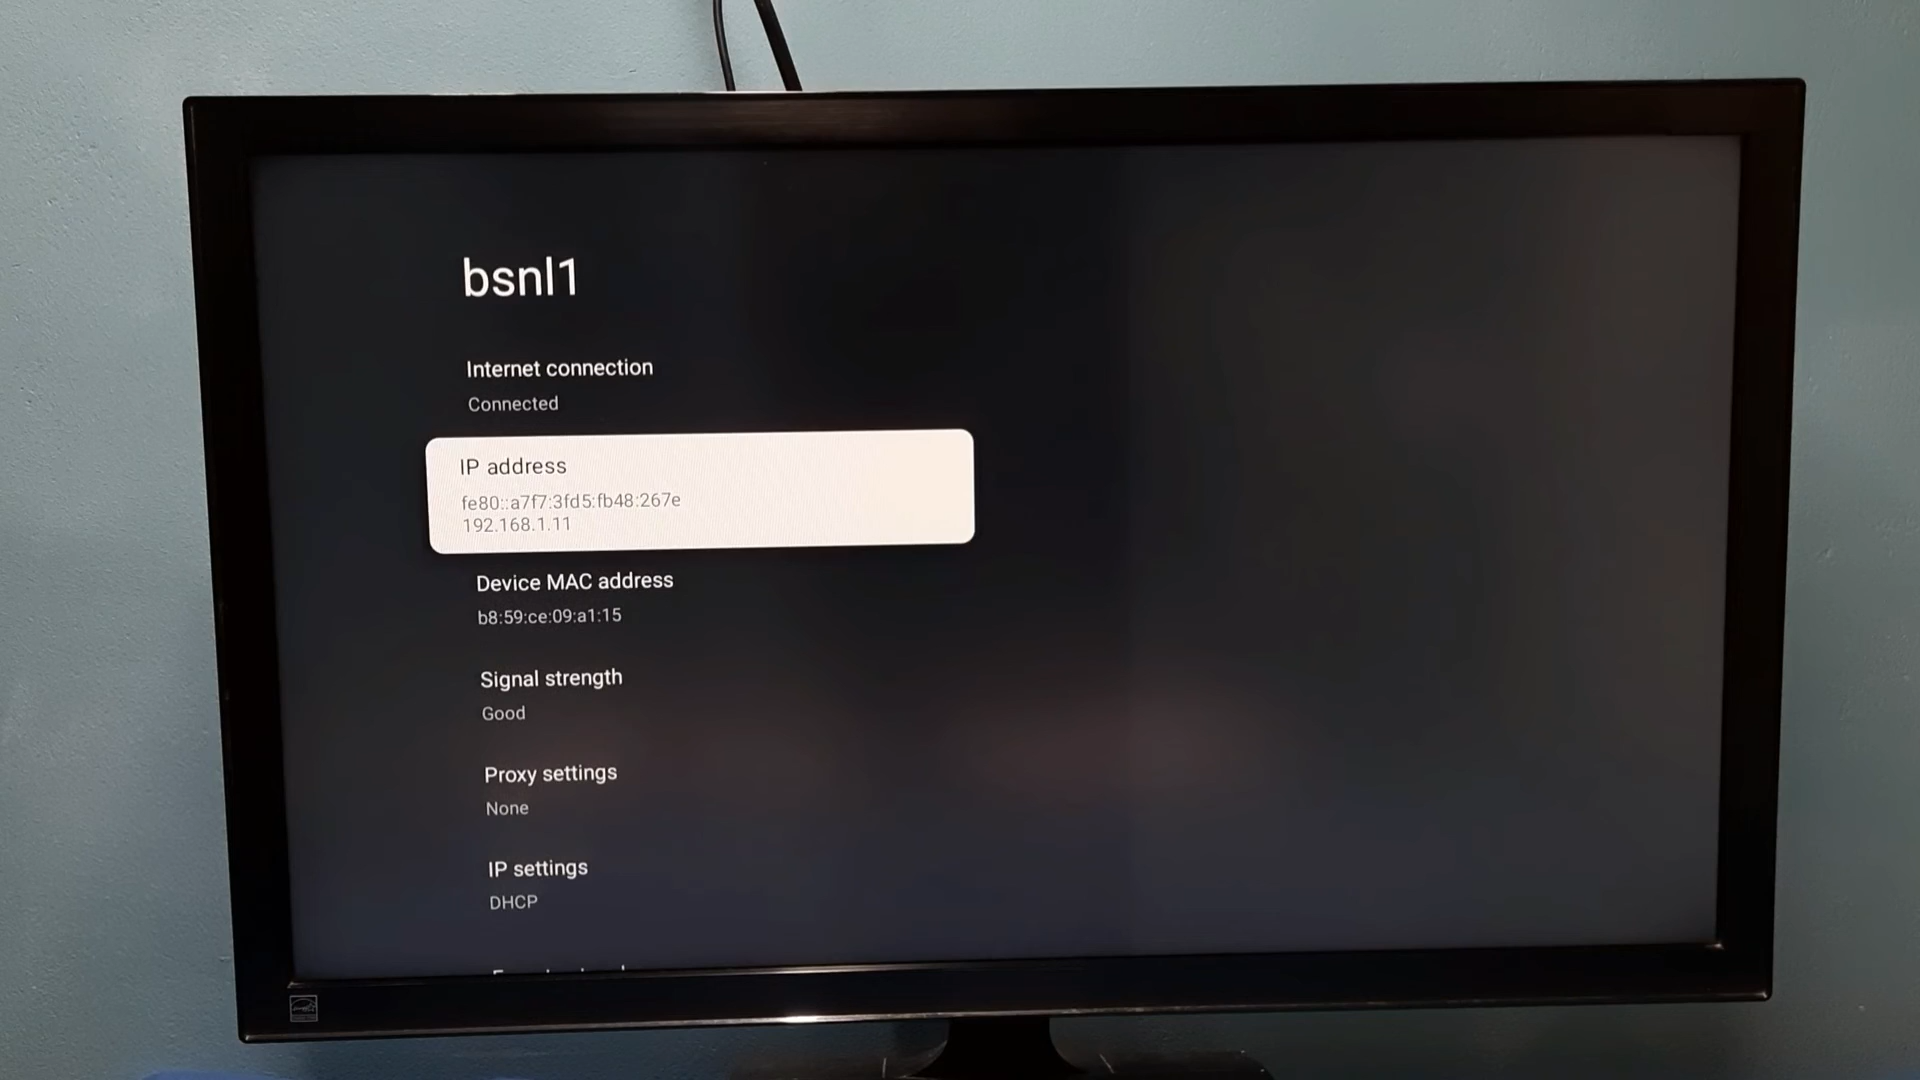 bsnl1
Internet connection
Connected
IP address
fe80::a7f7:3fd5:fb48:267e
192.168.1.11
Device MAC address
b8:59:ce:09:a1:15
Signal strength
Good
Proxy settings
None
IP settings
DHCP